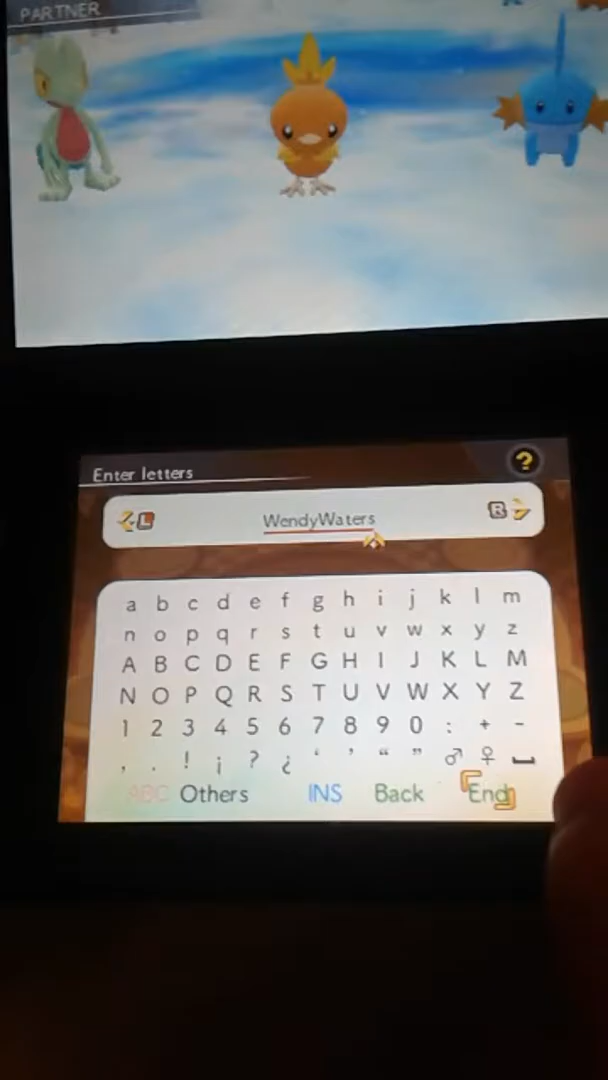 PARTNER
Enter letters
?
L WendyWaters R
a b c d e f g h i j k l m
n o p q r s t u v w x y z
A B C D E F G H I J K L M
N O P Q R S T U V W X Y Z
1 2 3 4 5 6 7 8 9 0 : + -
, . ! ¡ ? ¿ ‘ ’ “ ” ♂ ♀ ⎵
ABC Others INS Back End